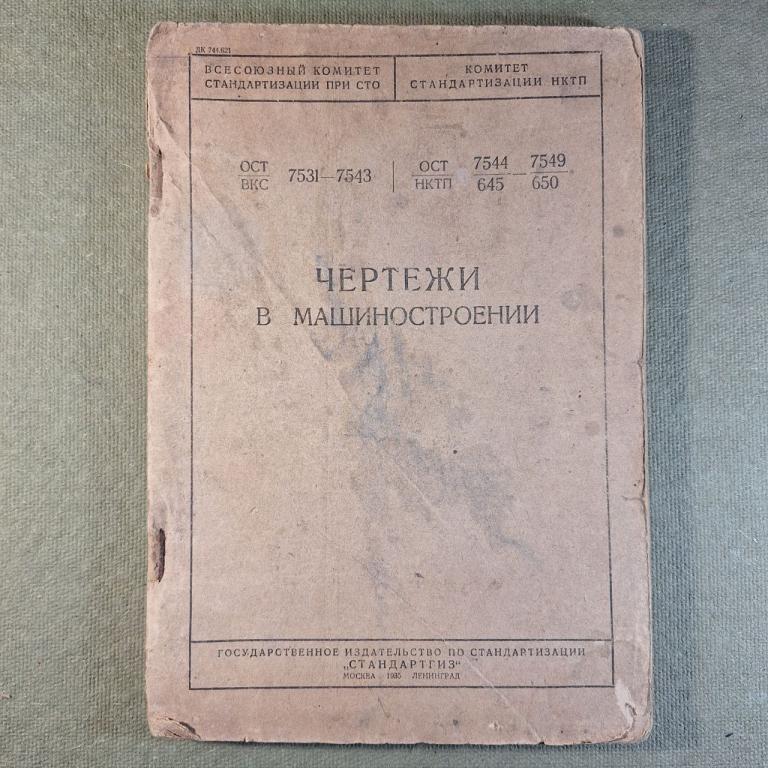 ДК 744:621
ВСЕСОЮЗНЫЙ КОМИТЕТ
СТАНДАРТИЗАЦИИ ПРИ СТО
КОМИТЕТ
СТАНДАРТИЗАЦИИ НКТП
ОСТ
ВКС
7531—7543
ОСТ
НКТП
7544
645
—
7549
650
ЧЕРТЕЖИ
В МАШИНОСТРОЕНИИ
ГОСУДАРСТВЕННОЕ ИЗДАТЕЛЬСТВО ПО СТАНДАРТИЗАЦИИ
„СТАНДАРТГИЗ“
МОСКВА 1935 ЛЕНИНГРАД